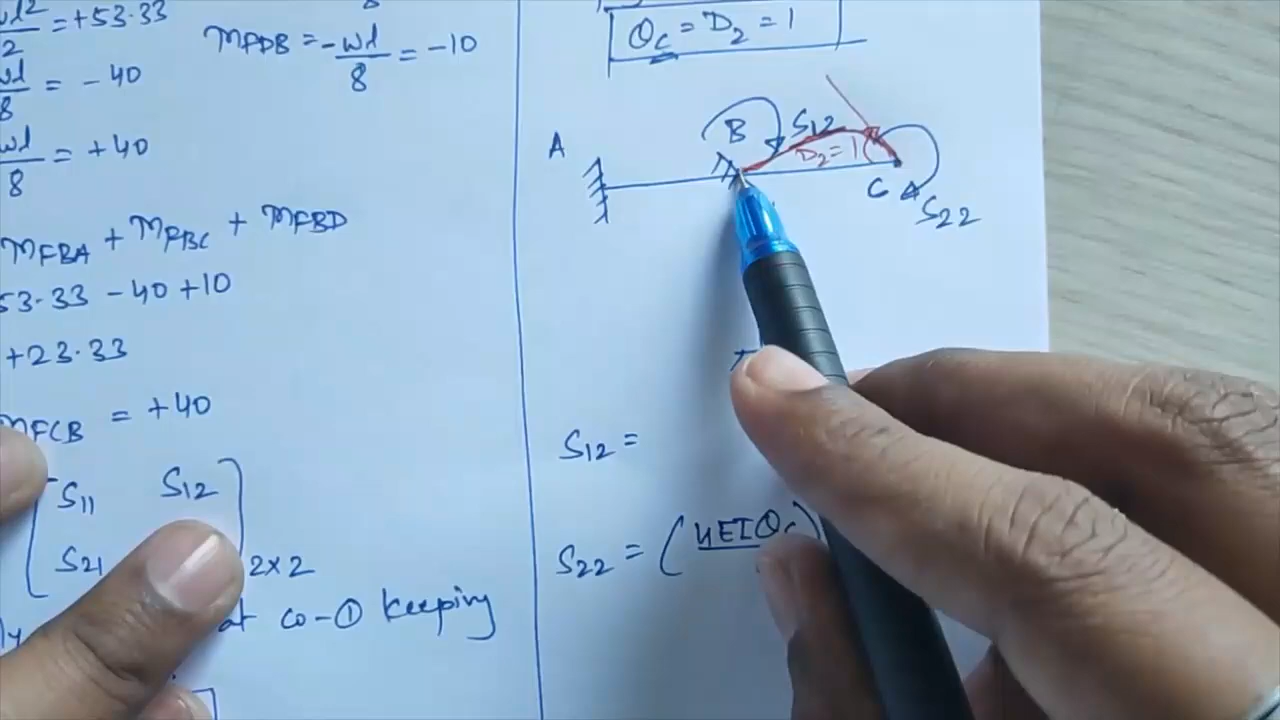 wl²/2 = +53.33
wl/8 = -40
wl/8 = +40
MFDB = -wl/8 = -10
MFBA + MFBC + MFBD
53.33 - 40 + 10
+23.33
MFCB = +40
S11 S12
S21 2x2
at co-① keeping
θc = D2 = 1
A B S12
D2 = 1
C S22
S12 =
S22 = (4EIθc)